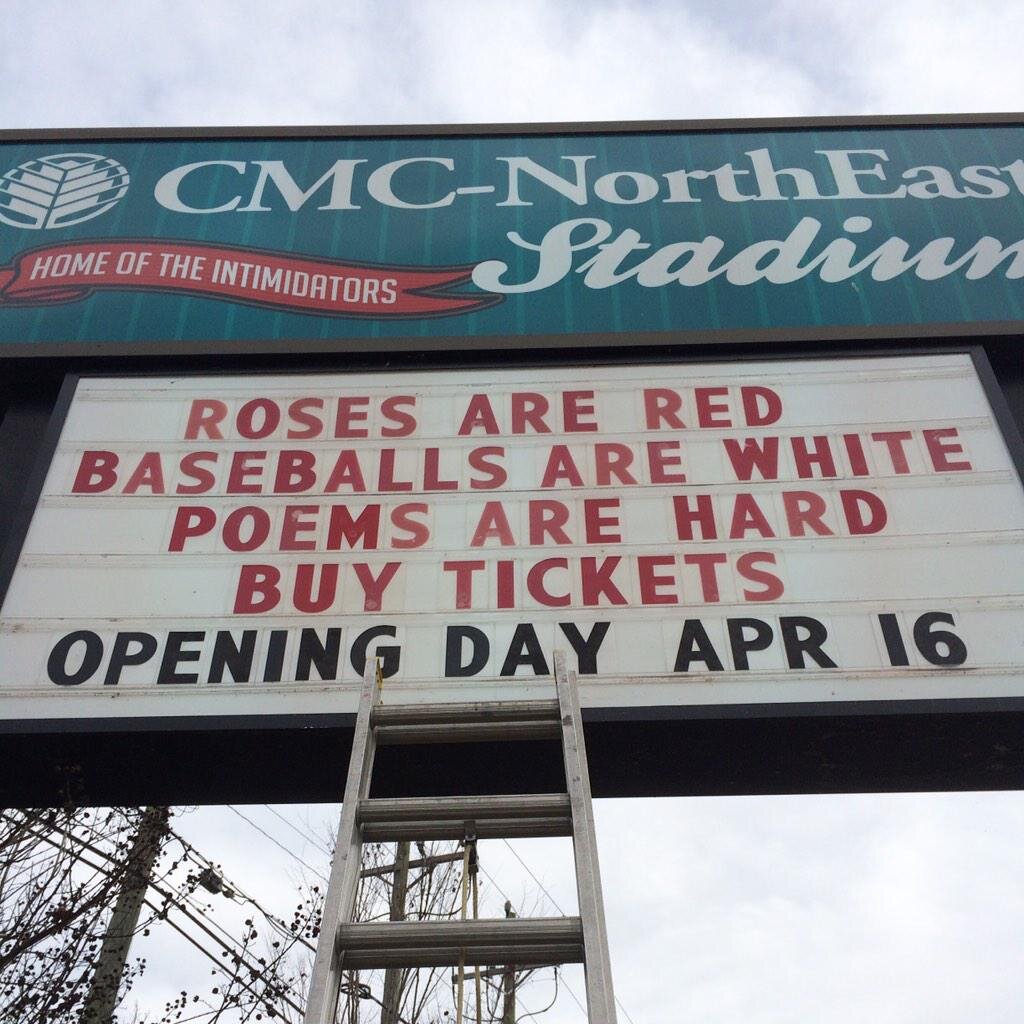 CMC-NorthEast
Stadium
HOME OF THE INTIMIDATORS
ROSES ARE RED
BASEBALLS ARE WHITE
POEMS ARE HARD
BUY TICKETS
OPENING DAY APR 16